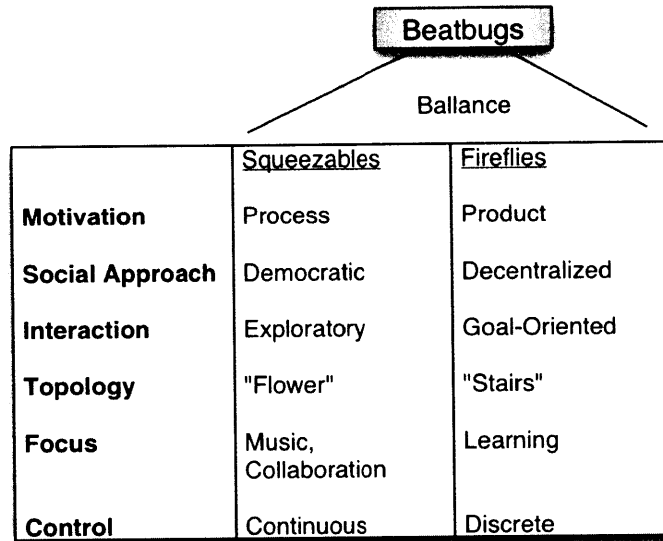 Beatbugs
Ballance
Squeezables Fireflies
Motivation Process Product
Social Approach Democratic Decentralized
Interaction Exploratory Goal-Oriented
Topology "Flower" "Stairs"
Focus Music, Learning
Collaboration
Control Continuous Discrete